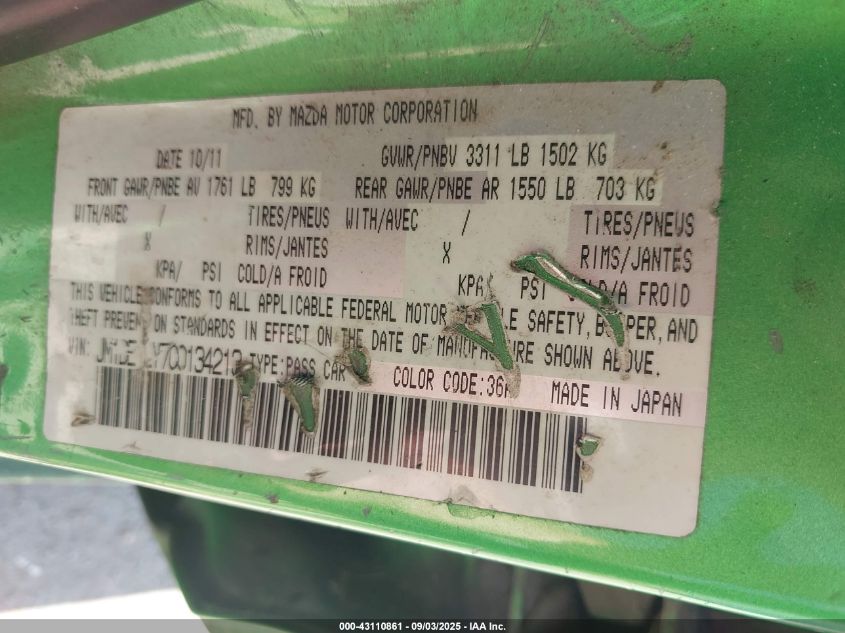 MFD. BY MAZDA MOTOR CORPORATION
DATE 10/11 GVWR/PNBV 3311 LB 1502 KG
FRONT GAWR/PNBE AV 1761 LB 799 KG REAR GAWR/PNBE AR 1550 LB 703 KG
WITH/AVEC / TIRES/PNEUS WITH/AVEC / TIRES/PNEUS
X RIMS/JANTES X RIMS/JANTES
KPA/ PSI COLD/A FROID KPA/ PSI COLD/A FROID
THIS VEHICLE CONFORMS TO ALL APPLICABLE FEDERAL MOTOR SAFETY, AND
THEFT STANDARDS IN EFFECT ON THE DATE OF SHOWN ABOVE.
VIN: TYPE:PASS CAR
COLOR CODE: MADE IN JAPAN
000-43110861 - 09/03/2025 - IAA Inc.